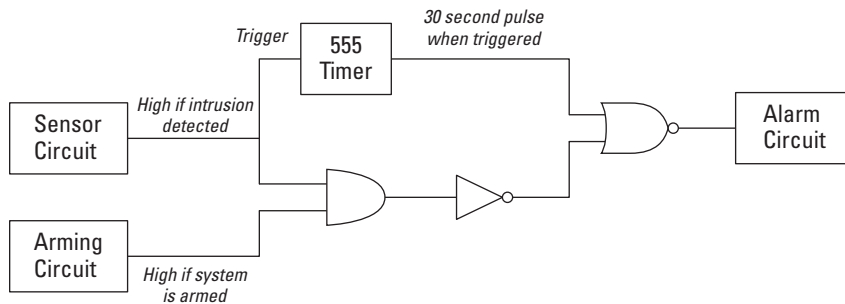 Trigger
555
Timer
30 second pulse
when triggered
Sensor
Circuit
High if intrusion
detected
Alarm
Circuit
Arming
Circuit
High if system
is armed